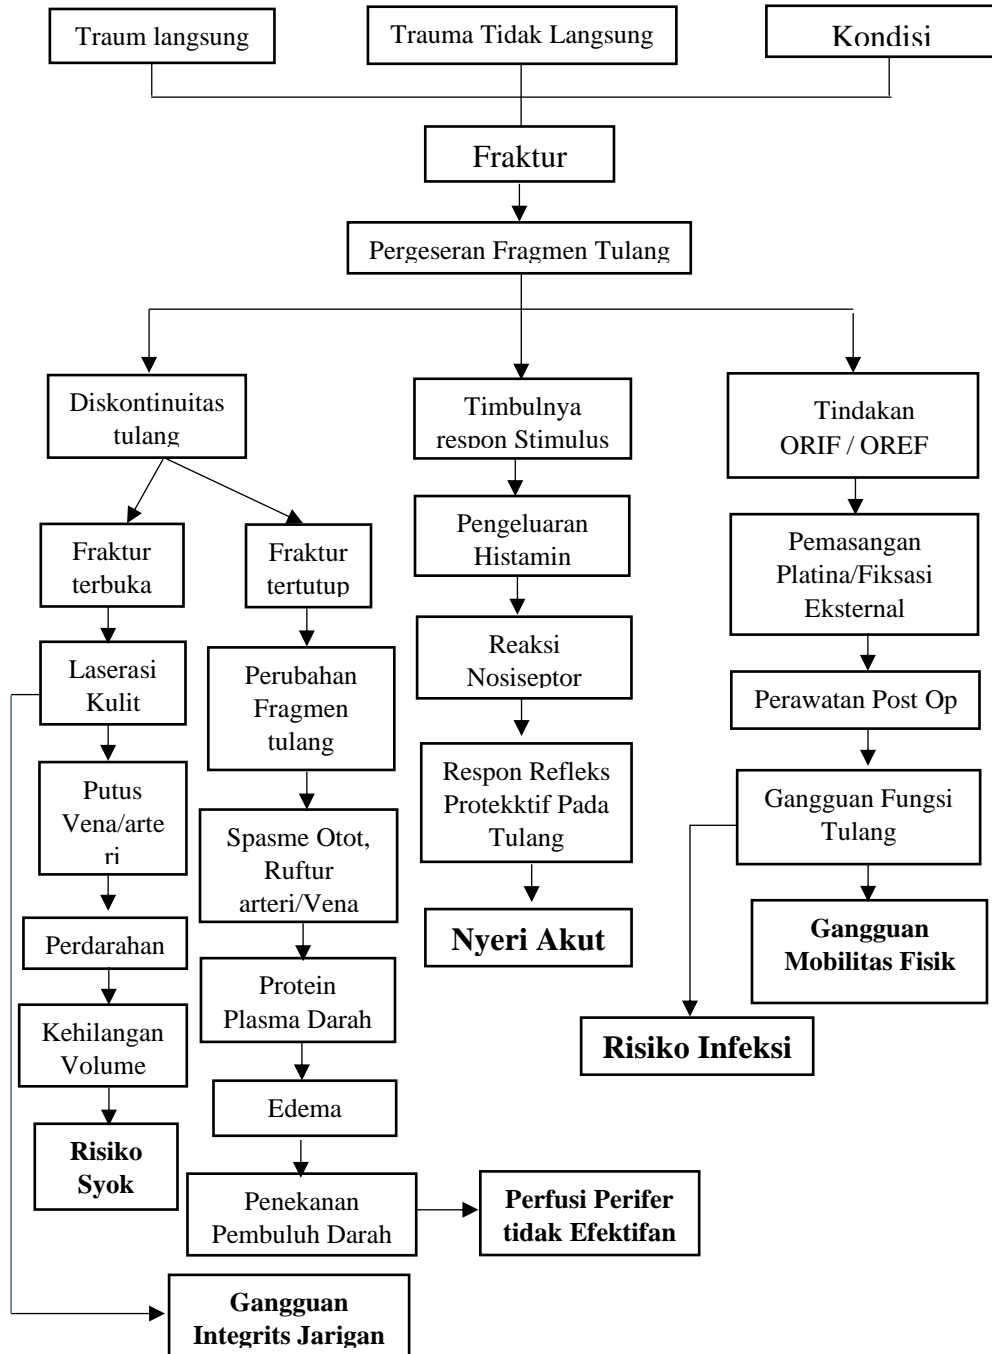 Traum langsung
Trauma Tidak Langsung
Kondisi
Fraktur
Pergeseran Fragmen Tulang
Diskontinuitas
tulang
Timbulnya
respon Stimulus
Tindakan
ORIF / OREF
Fraktur
terbuka
Fraktur
tertutup
Pengeluaran
Histamin
Pemasangan
Platina/Fiksasi
Eksternal
Laserasi
Kulit
Perubahan
Fragmen
tulang
Reaksi
Nosiseptor
Perawatan Post Op
Putus
Vena/arte
ri
Spasme Otot,
Ruftur
arteri/Vena
Respon Refleks
Protekktif Pada
Tulang
Gangguan Fungsi
Tulang
Perdarahan
Protein
Plasma Darah
Nyeri Akut
Gangguan
Mobilitas Fisik
Kehilangan
Volume
Edema
Risiko Infeksi
Risiko
Syok
Penekanan
Pembuluh Darah
Perfusi Perifer
tidak Efektifan
Gangguan
Integrits Jarigan